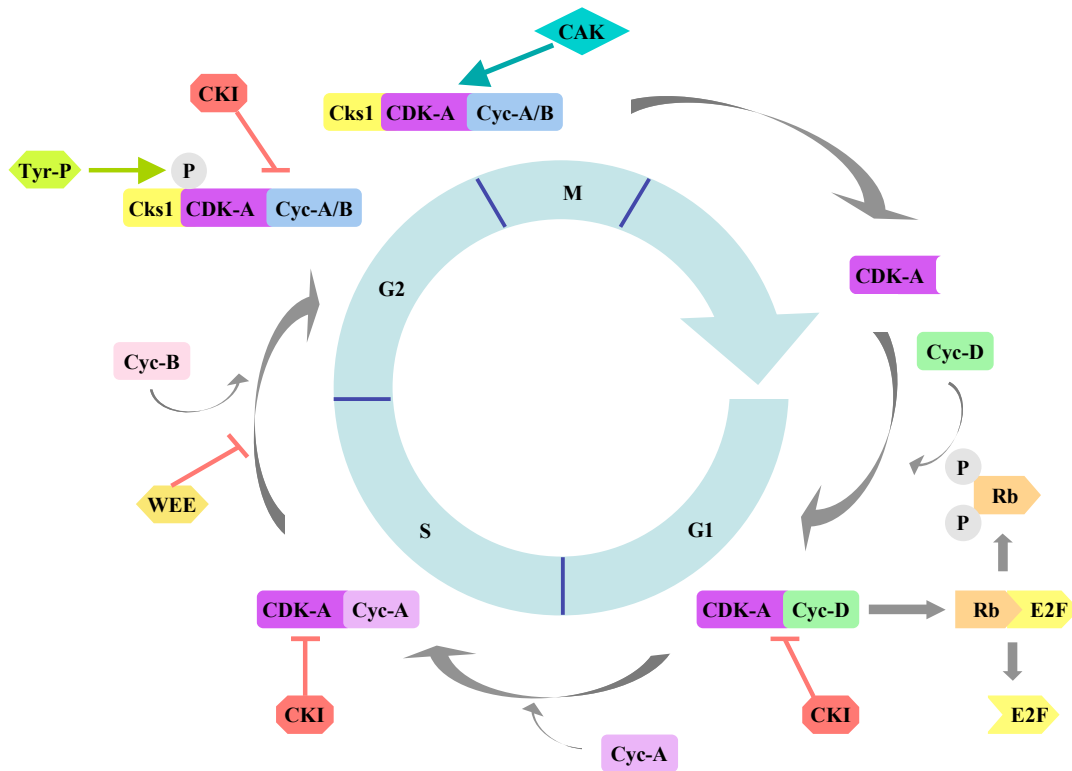 CAK
CKI
Cks1 CDK-A Cyc-A/B
Tyr-P P
Cks1 CDK-A Cyc-A/B
M
CDK-A
G2
Cyc-B
Cyc-D
P
Rb
WEE
P
S
G1
CDK-A Cyc-A
CDK-A Cyc-D
Rb E2F
CKI
CKI
E2F
Cyc-A